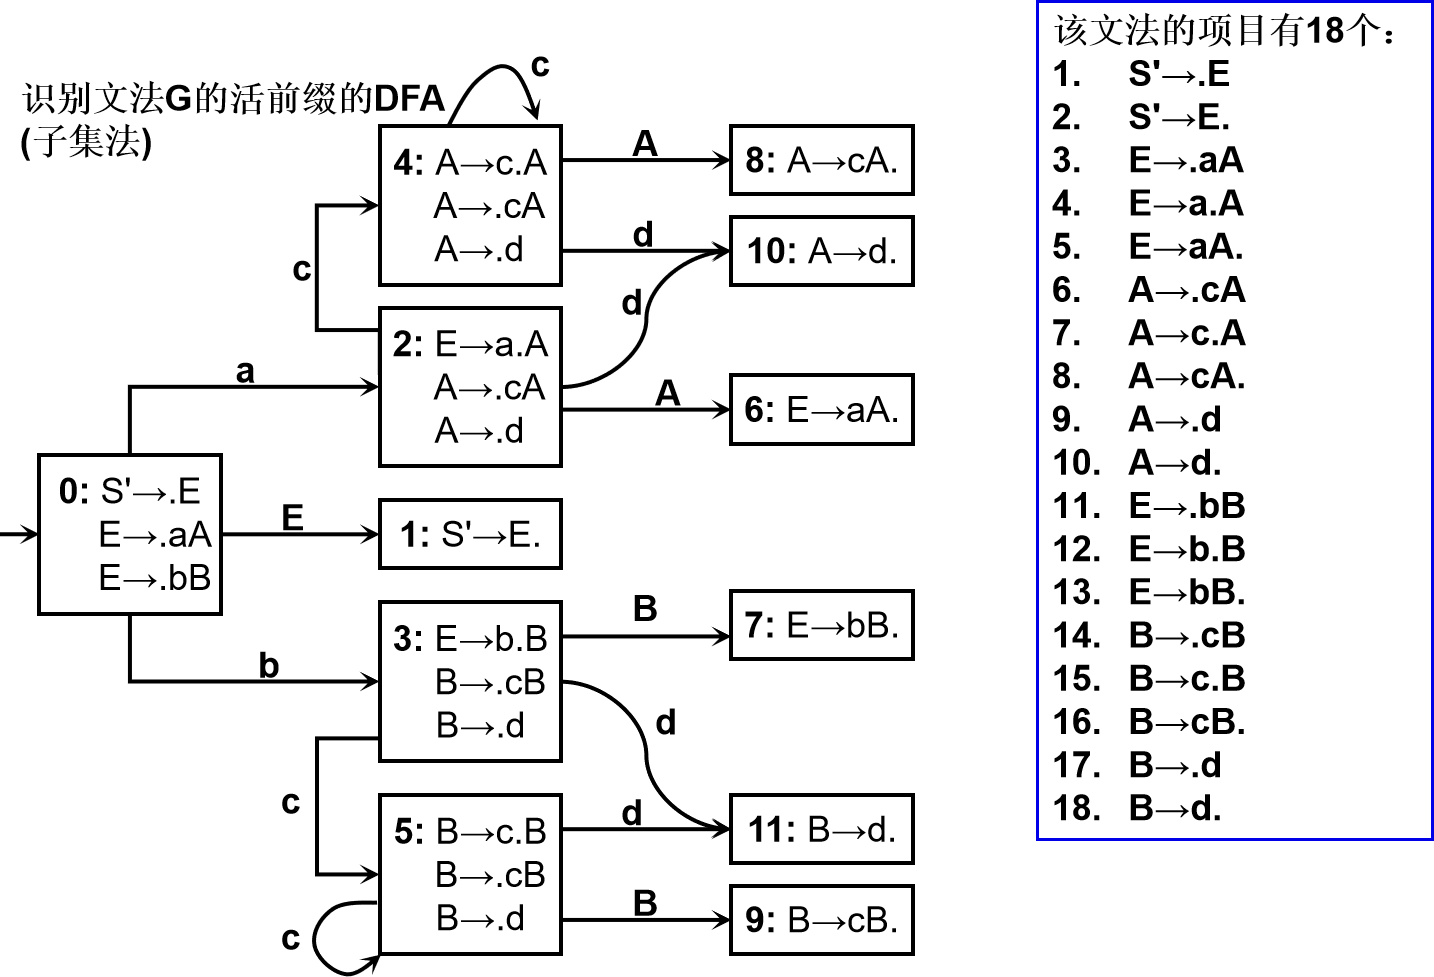 识别文法G的活前缀的DFA
(子集法)
c
4: A→c.A
A→.cA
A→.d
A
8: A→cA.
d
10: A→d.
c
d
2: E→a.A
A→.cA
A→.d
a
A
6: E→aA.
0: S'→.E
E→.aA
E→.bB
E
1: S'→E.
b
3: E→b.B
B→.cB
B→.d
B
7: E→bB.
d
c
5: B→c.B
B→.cB
B→.d
d
11: B→d.
B
9: B→cB.
c
该文法的项目有18个：
1. S'→.E
2. S'→E.
3. E→.aA
4. E→a.A
5. E→aA.
6. A→.cA
7. A→c.A
8. A→cA.
9. A→.d
10. A→d.
11. E→.bB
12. E→b.B
13. E→bB.
14. B→.cB
15. B→c.B
16. B→cB.
17. B→.d
18. B→d.